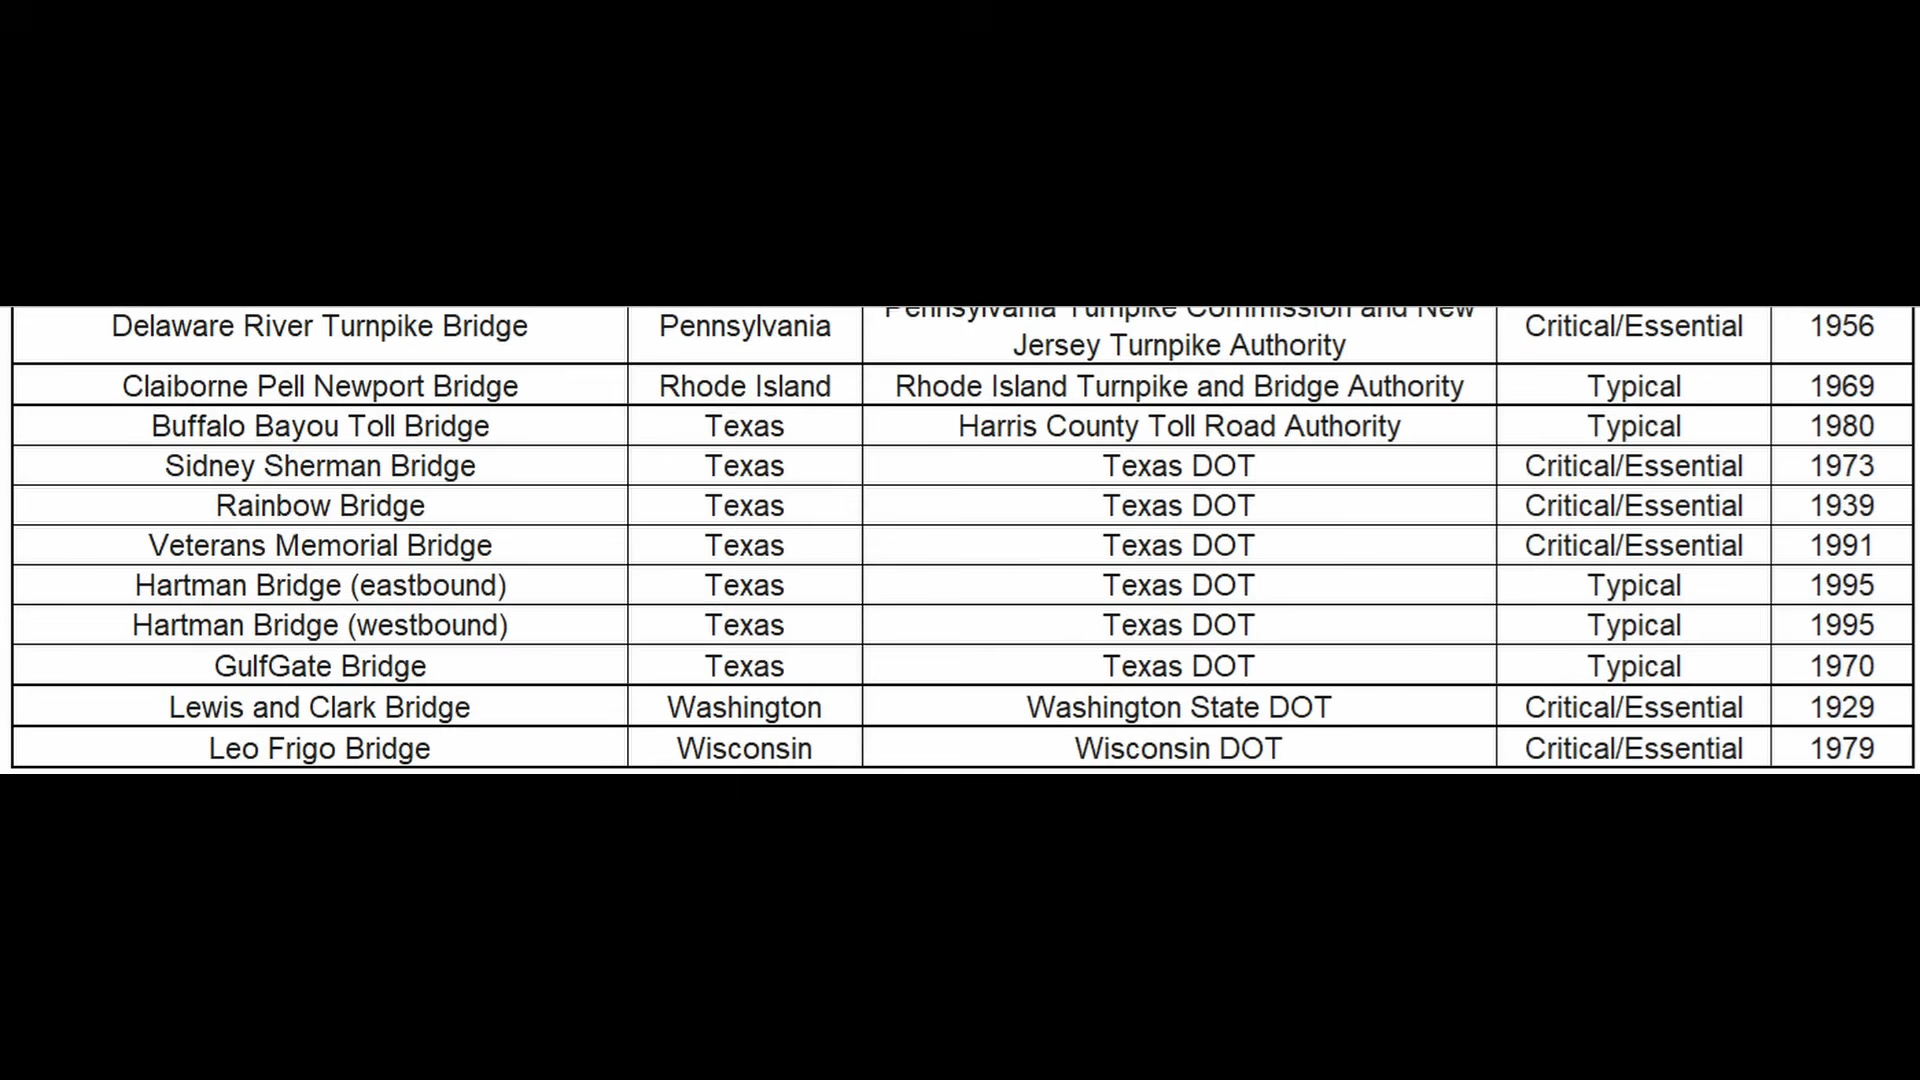 Delaware River Turnpike Bridge Pennsylvania Pennsylvania Turnpike Commission and New Jersey Turnpike Authority Critical/Essential 1956
Claiborne Pell Newport Bridge Rhode Island Rhode Island Turnpike and Bridge Authority Typical 1969
Buffalo Bayou Toll Bridge Texas Harris County Toll Road Authority Typical 1980
Sidney Sherman Bridge Texas Texas DOT Critical/Essential 1973
Rainbow Bridge Texas Texas DOT Critical/Essential 1939
Veterans Memorial Bridge Texas Texas DOT Critical/Essential 1991
Hartman Bridge (eastbound) Texas Texas DOT Typical 1995
Hartman Bridge (westbound) Texas Texas DOT Typical 1995
GulfGate Bridge Texas Texas DOT Typical 1970
Lewis and Clark Bridge Washington Washington State DOT Critical/Essential 1929
Leo Frigo Bridge Wisconsin Wisconsin DOT Critical/Essential 1979